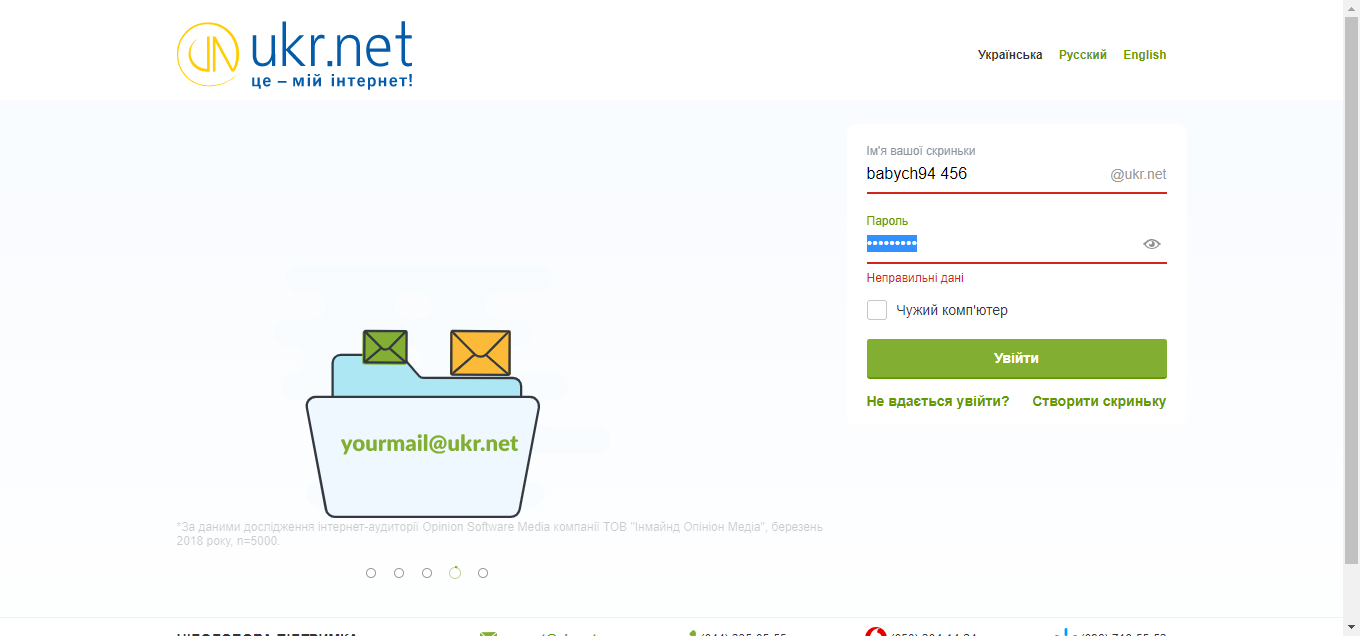 ukr.net
це – мій інтернет!
Українська Русский English
Ім'я вашої скриньки
babych94 456 @ukr.net
Пароль
•••••••••
Неправильні дані
Чужий комп'ютер
Увійти
Не вдається увійти? Створити скриньку
yourmail@ukr.net
*За даними дослідження інтернет-аудиторії Opinion Software Media компанії ТОВ "Інмайнд Опініон Медіа", березень
2018 року, n=5000.